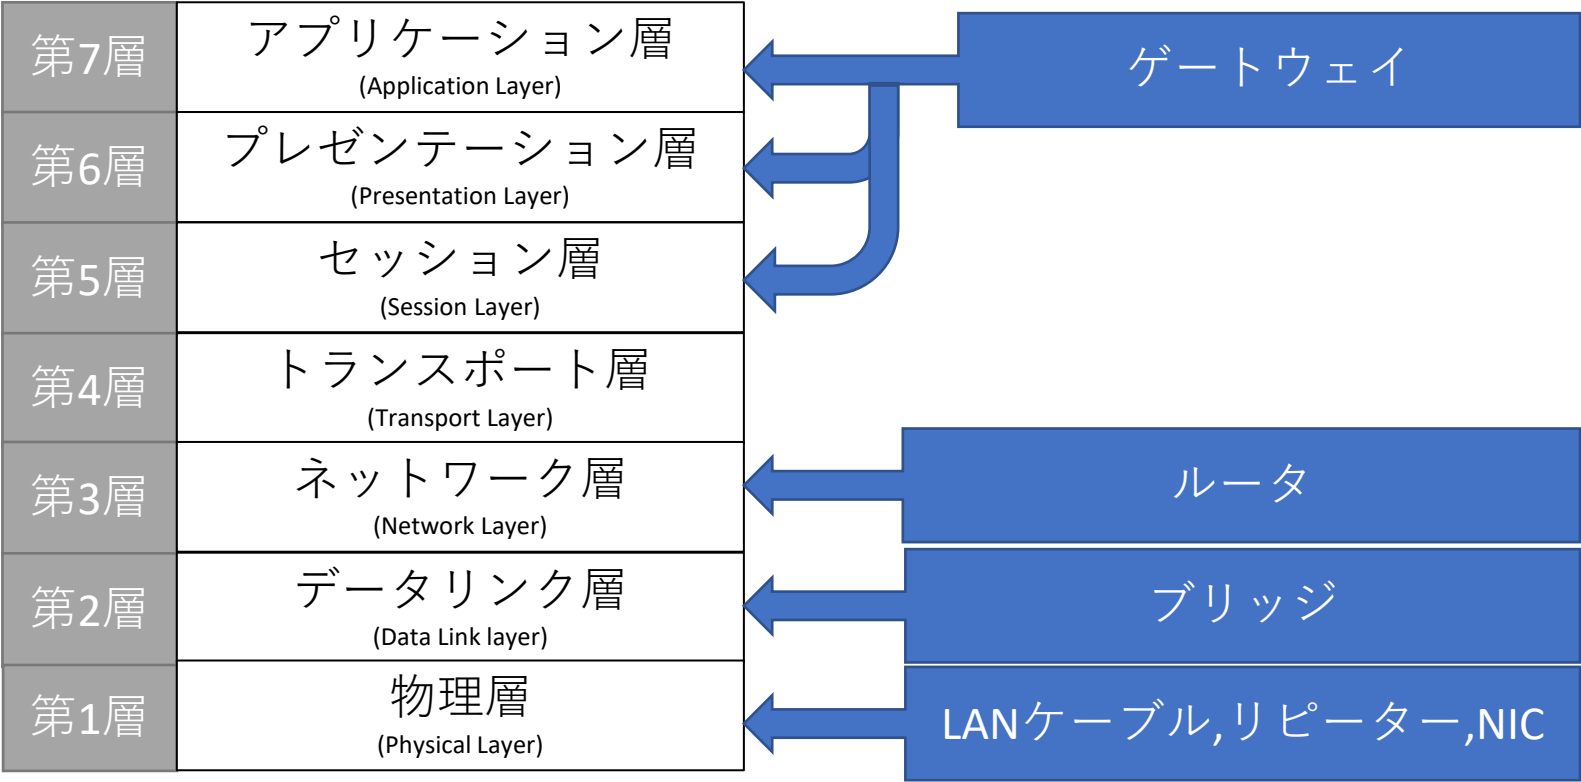 第7層
アプリケーション層
(Application Layer)
ゲートウェイ
第6層
プレゼンテーション層
(Presentation Layer)
第5層
セッション層
(Session Layer)
第4層
トランスポート層
(Transport Layer)
第3層
ネットワーク層
(Network Layer)
ルータ
第2層
データリンク層
(Data Link layer)
ブリッジ
第1層
物理層
(Physical Layer)
LANケーブル,リピーター,NIC